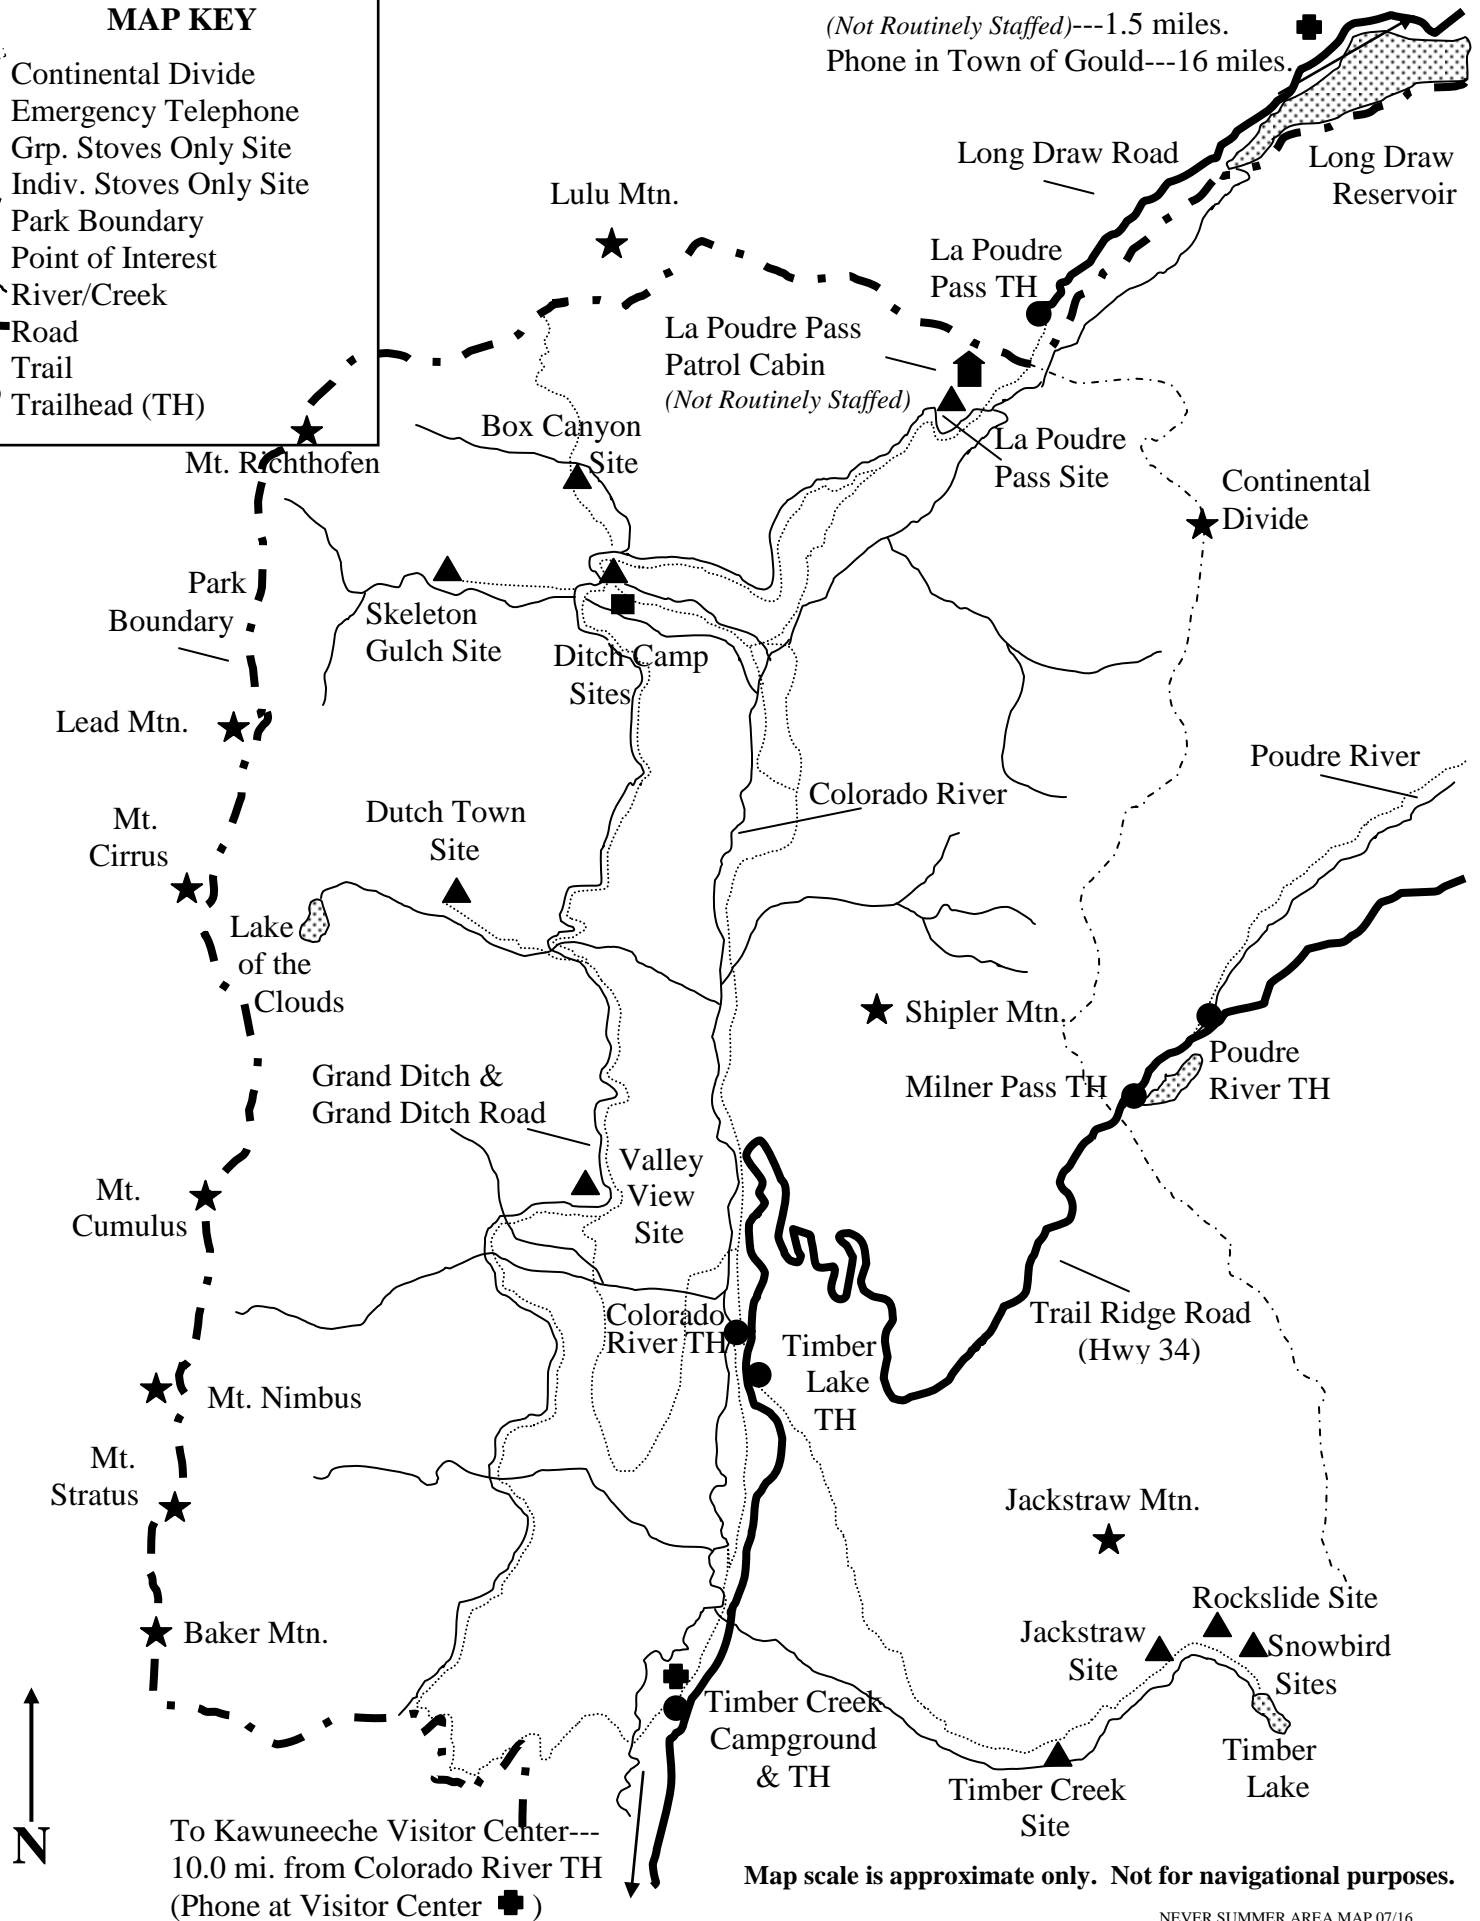 MAP KEY
Continental Divide
Emergency Telephone
Grp. Stoves Only Site
Indiv. Stoves Only Site
Park Boundary
Point of Interest
River/Creek
Road
Trail
Trailhead (TH)
(Not Routinely Staffed)---1.5 miles.
Phone in Town of Gould---16 miles.
Long Draw Road
Long Draw
Reservoir
Lulu Mtn.
La Poudre
Pass TH
La Poudre Pass
Patrol Cabin
(Not Routinely Staffed)
Box Canyon
Site
La Poudre
Pass Site
Mt. Richthofen
Continental
Divide
Park
Boundary
Skeleton
Gulch Site
Ditch Camp
Sites
Lead Mtn.
Poudre River
Colorado River
Dutch Town
Site
Mt.
Cirrus
Lake
of the
Clouds
Shipler Mtn.
Poudre
River TH
Milner Pass TH
Grand Ditch &
Grand Ditch Road
Valley
View
Site
Mt.
Cumulus
Colorado
River TH
Trail Ridge Road
(Hwy 34)
Timber
Lake
TH
Mt. Nimbus
Mt.
Stratus
Jackstraw Mtn.
Rockslide Site
Jackstraw
Site
Snowbird
Sites
Baker Mtn.
Timber Creek
Campground
& TH
Timber
Lake
Timber Creek
Site
N
To Kawuneeche Visitor Center---
10.0 mi. from Colorado River TH
(Phone at Visitor Center )
Map scale is approximate only. Not for navigational purposes.
NEVER SUMMER AREA MAP 07/16